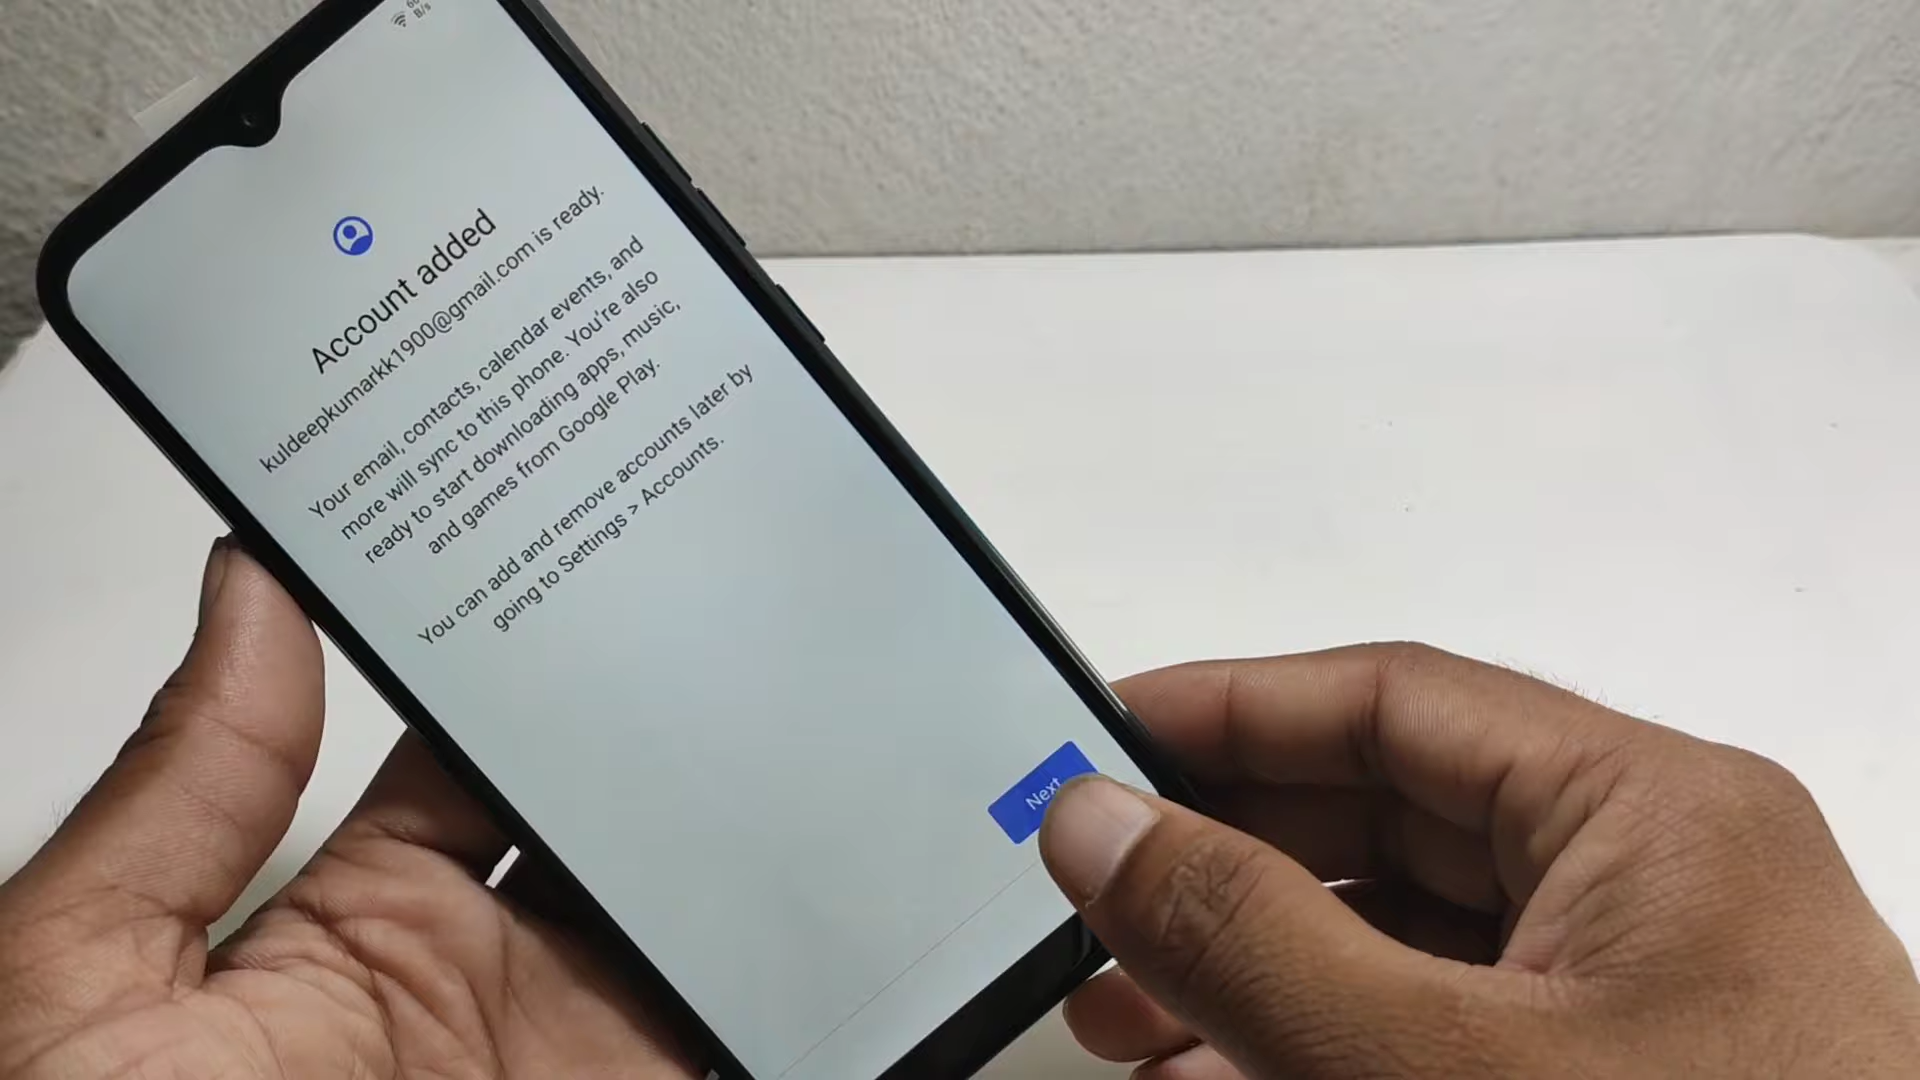 B/s
Account added
kuldeepkumarkk1900@gmail.com is ready.
Your email, contacts, calendar events, and
more will sync to this phone. You're also
ready to start downloading apps, music,
and games from Google Play.
You can add and remove accounts later by
going to Settings > Accounts.
Next